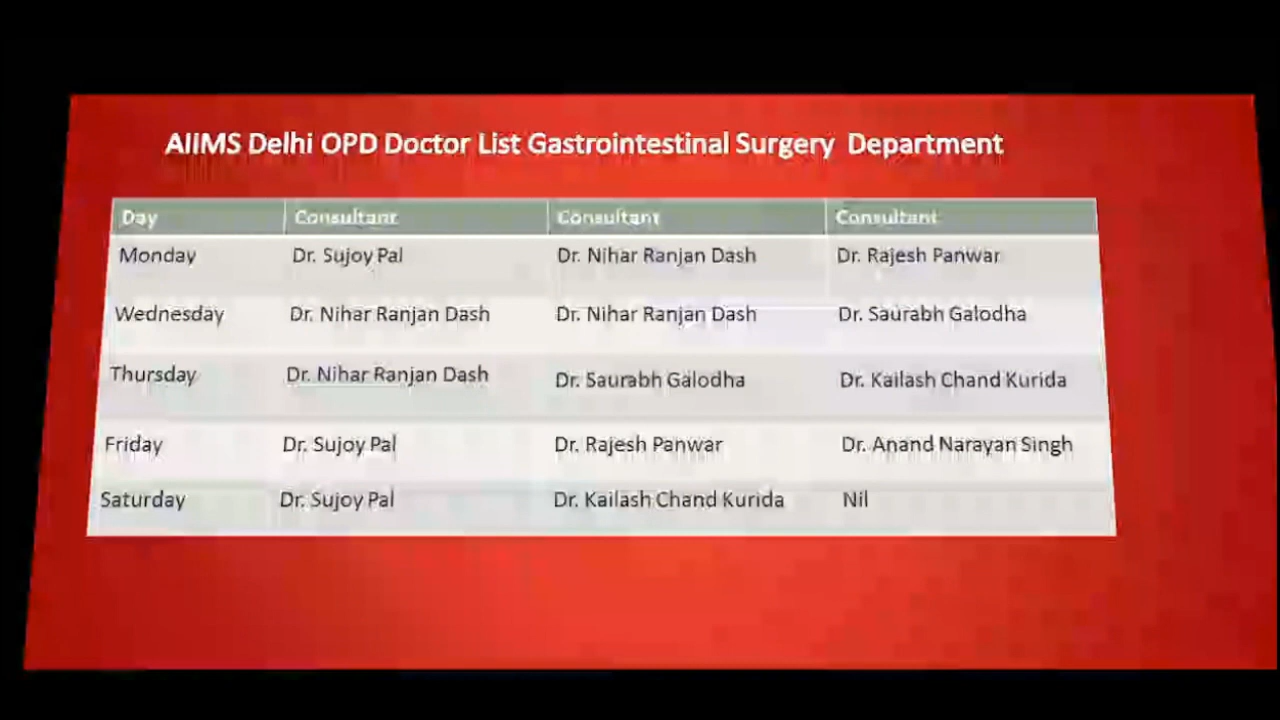 AIIMS Delhi OPD Doctor List Gastrointestinal Surgery Department
Day Consultant Consultant Consultant
Monday Dr. Sujoy Pal Dr. Nihar Ranjan Dash Dr. Rajesh Panwar
Wednesday Dr. Nihar Ranjan Dash Dr. Nihar Ranjan Dash Dr. Saurabh Galodha
Thursday Dr. Nihar Ranjan Dash Dr. Saurabh Galodha Dr. Kailash Chand Kurida
Friday Dr. Sujoy Pal Dr. Rajesh Panwar Dr. Anand Narayan Singh
Saturday Dr. Sujoy Pal Dr. Kailash Chand Kurida Nil